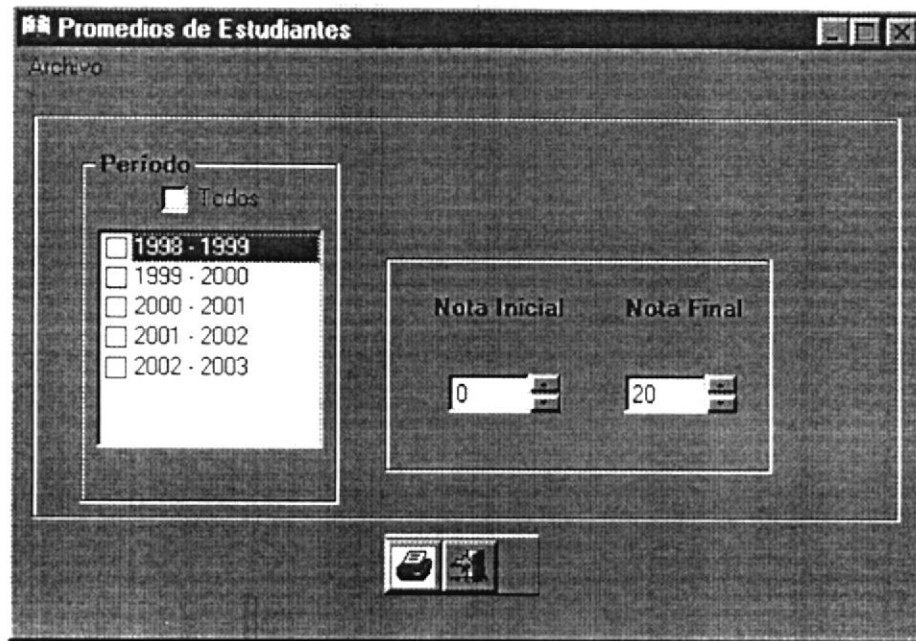 Promedios de Estudiantes
Archivo
Período
Todos
1998 - 1999
1999 - 2000
2000 - 2001
2001 - 2002
2002 - 2003
Nota Inicial
Nota Final
0
20